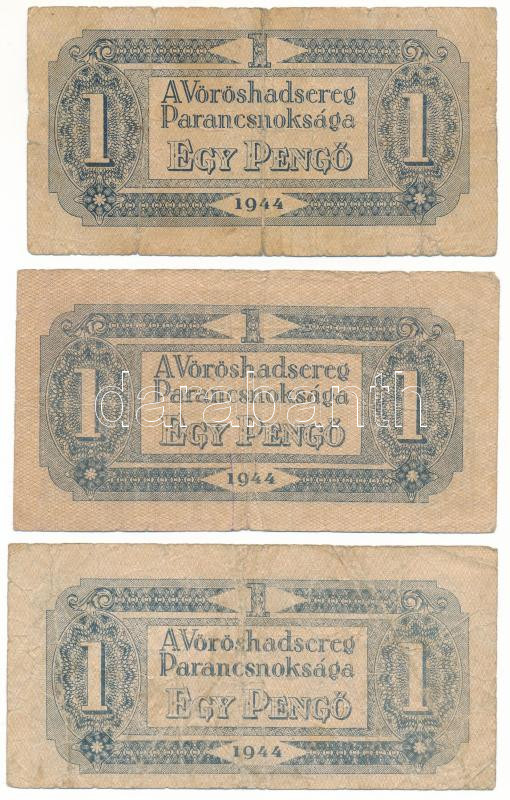 1
A Vöröshadsereg
Parancsnoksága
EGY PENGŐ
1 1
1944
1
A Vöröshadsereg
Parancsnoksága
EGY PENGŐ
1 1
darabanth
1944
1
A Vöröshadsereg
Parancsnoksága
EGY PENGŐ
1 1
1944